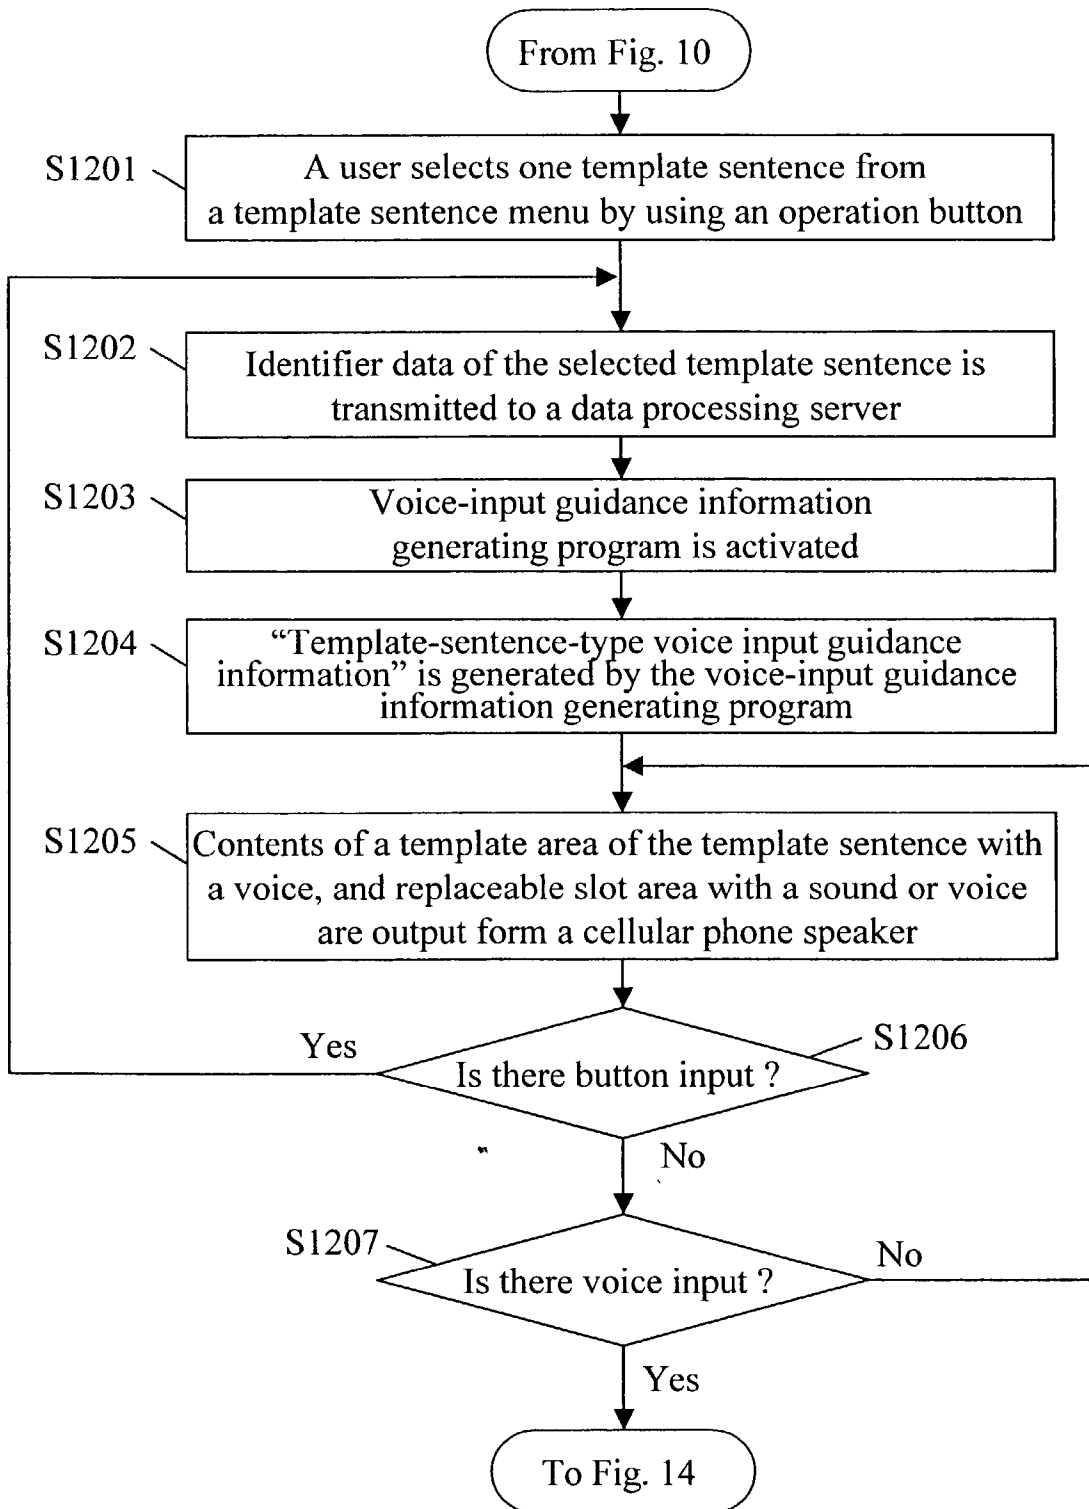 From Fig. 10
S1201
A user selects one template sentence from
a template sentence menu by using an operation button
S1202
Identifier data of the selected template sentence is
transmitted to a data processing server
S1203
Voice-input guidance information
generating program is activated
S1204
“Template-sentence-type voice input guidance
information” is generated by the voice-input guidance
information generating program
S1205
Contents of a template area of the template sentence with
a voice, and replaceable slot area with a sound or voice
are output form a cellular phone speaker
Yes
S1206
Is there button input ?
No
S1207
No
Is there voice input ?
Yes
To Fig. 14